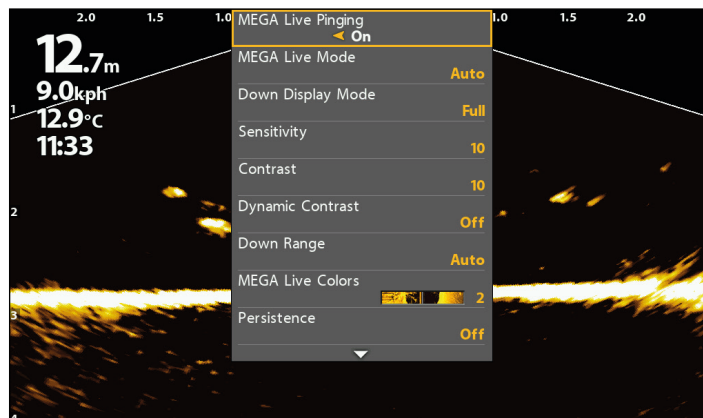 2.0 1.5 1.0 1.0 1.5 2.0
12.7m
9.0kph
12.9°C
11:33
1
2
3
MEGA Live Pinging
On
MEGA Live Mode
Auto
Down Display Mode
Full
Sensitivity
10
Contrast
10
Dynamic Contrast
Off
Down Range
Auto
MEGA Live Colors
2
Persistence
Off